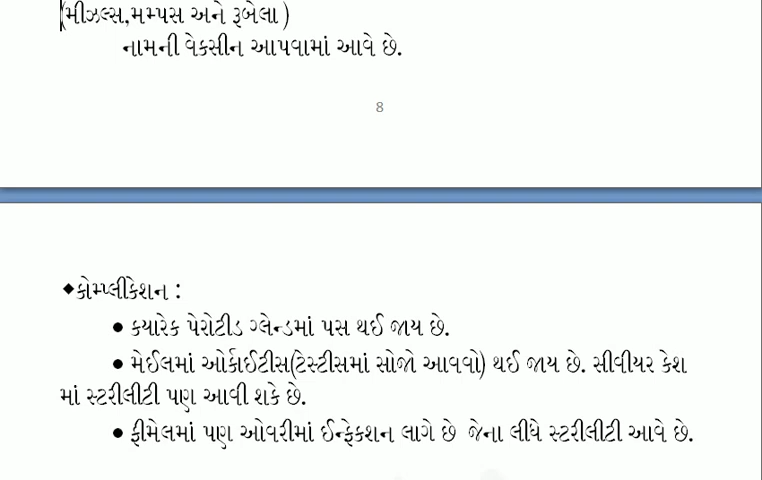 (મીઝલ્સ,મમ્પસ અને રૂબેલા )
નામની વેકસીન આપવામાં આવે છે.
8
◆કોમ્પ્લીકેશન :
● કયારેક પેરોટીડ ગ્લેન્ડમાં પસ થઈ જાય છે.
● મેઈલમાં ઓર્કાઈટીસ(ટેસ્ટીસમાં સોજો આવવો) થઈ જાય છે. સીવીયર કેશ
માં સ્ટરીલીટી પણ આવી શકે છે.
● ફીમેલમાં પણ ઓવરીમાં ઈન્ફેકશન લાગે છે જેના લીધે સ્ટરીલીટી આવે છે.